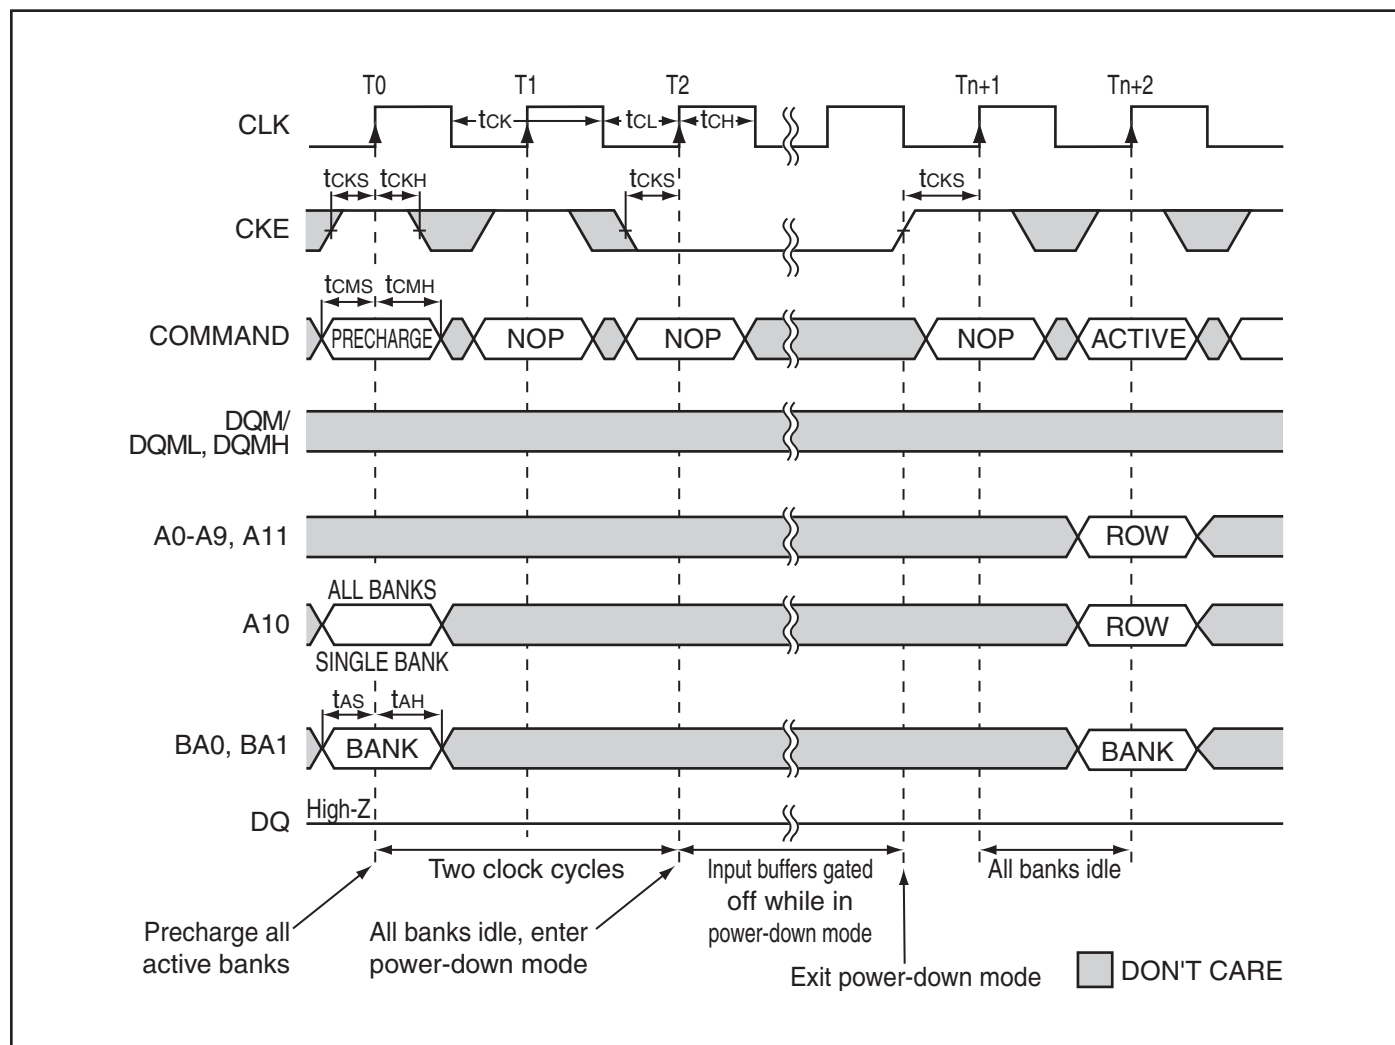 T0 T1 T2 Tn+1 Tn+2
CLK tCK tCL tCH
tCKS tCKH tCKS tCKS
CKE
tCMS tCMH
COMMAND PRECHARGE NOP NOP NOP ACTIVE
DQM/
DQML, DQMH
A0-A9, A11 ROW
ALL BANKS
A10 ROW
SINGLE BANK
tAS tAH
BA0, BA1 BANK BANK
High-Z
DQ
Two clock cycles
Input buffers gated
off while in
power-down mode
All banks idle
Precharge all
active banks
All banks idle, enter
power-down mode
Exit power-down mode
DON'T CARE